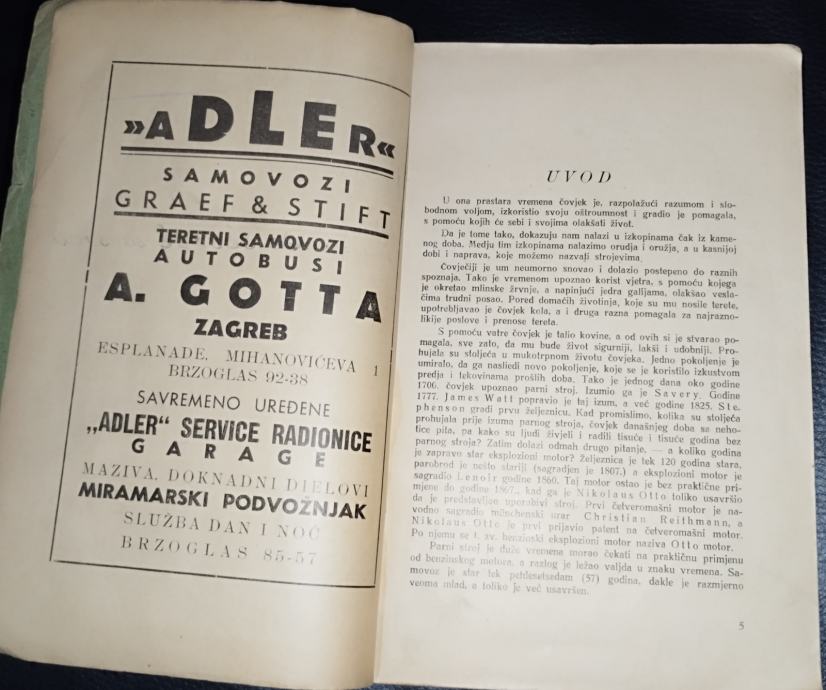 »ADLER«
SAMOVOZI
GRAEF & STIFT
TERETNI SAMOVOZI
AUTOBUSI
A. GOTTA
ZAGREB
ESPLANADE, MIHANOVIĆEVA 1
BRZOGLAS 92-38
SAVREMENO UREĐENE
„ADLER“ SERVICE RADIONICE
GARAGE
MAZIVA, DOKNADNI DIELOVI
MIRAMARSKI PODVOŽNJAK
SLUŽBA DAN I NOĆ
BRZOGLAS 85-57
UVOD
U ona prastara vremena čovjek je, razpolažući razumom i slo-
bodnom voljom, izkoristio svoju oštroumnost i gradio je pomagala,
s pomoću kojih će sebi i svojima olakšati život.
Da je tome tako, dokazuju nam nalazi u izkopinama čak iz kame-
nog doba. Medju tim izkopinama nalazimo orudja i oružja, a u kasnijoj
dobi i naprava, koje možemo nazvati strojevima.
Čovječiji je um neumorno snovao i dolazio postepeno do raznih
spoznaja. Tako je vremenom upoznao korist vjetra, s pomoću kojega
je okretao mlinske žrvnje, a napinjući jedra galijama, olakšao vesla-
čima trudni posao. Pored domaćih životinja, koje su mu nosile terete,
upotrebljavao je čovjek kola, a i druga razna pomagala za najrazno-
likije poslove i prenose tereta.
S pomoću vatre čovjek je talio kovine, a od ovih si je stvarao po-
magala, sve zato, da mu bude život sigurniji, lakši i udobniji. Pro-
hujala su stoljeća u mukotrpnom životu čovjeka. Jedno pokoljenje je
umiralo, da ga nasliedi novo pokoljenje, koje se je koristilo izkustvom
predja i tekovinama prošlih doba. Tako je jednog dana oko godine
1706. čovjek upoznao parni stroj. Izumio ga je Savery. Godine
1777. James Watt popravio je taj izum, a već godine 1825. Ste-
phenson gradi prvu željeznicu. Kad promislimo, kolika su stoljeća
prohujala prije izuma parnog stroja, čovjek današnjeg doba se neho-
tice pita, pa kako su ljudi živjeli i radili tisuće i tisuće godina bez
parnog stroja? Zatim dolazi odmah drugo pitanje, — a koliko godina
je zapravo star eksplozioni motor? Željeznica je tek 120 godina stara,
parobrod je nešto stariji (sagradjen je 1807.) a eksplozioni motor je
sagradio Lenoir godine 1860. Taj motor ostao je bez praktične pri-
mjene do godine 1867., kad ga je Nikolaus Otto toliko usavršio
da je predstavljao uporabivi stroj. Prvi četveromašni motor je na-
vodno sagradio münchenski urar Christian Reithmann, a
Nikolaus Otto je prvi prijavio patent na četveromašni motor.
Po njemu se t. zv. benzinski eksplozioni motor naziva Otto motor.
Parni stroj je duže vremena morao čekati na praktičnu primjenu
od benzinskog motora, a razlog je ležao valjda u znaku vremena. Sa-
movoz je star tek petdesetsedam (57) godina, dakle je razmjerno
veoma mlad, a toliko je već usavršen.
5